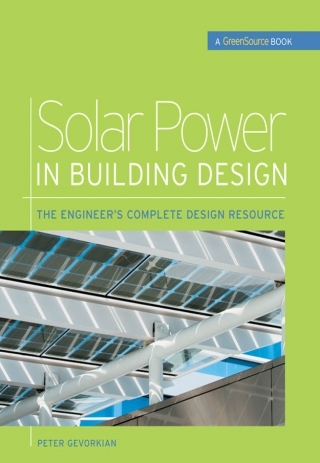 A GreenSource BOOK
Solar Power
IN BUILDING DESIGN
THE ENGINEER'S COMPLETE DESIGN RESOURCE
PETER GEVORKIAN